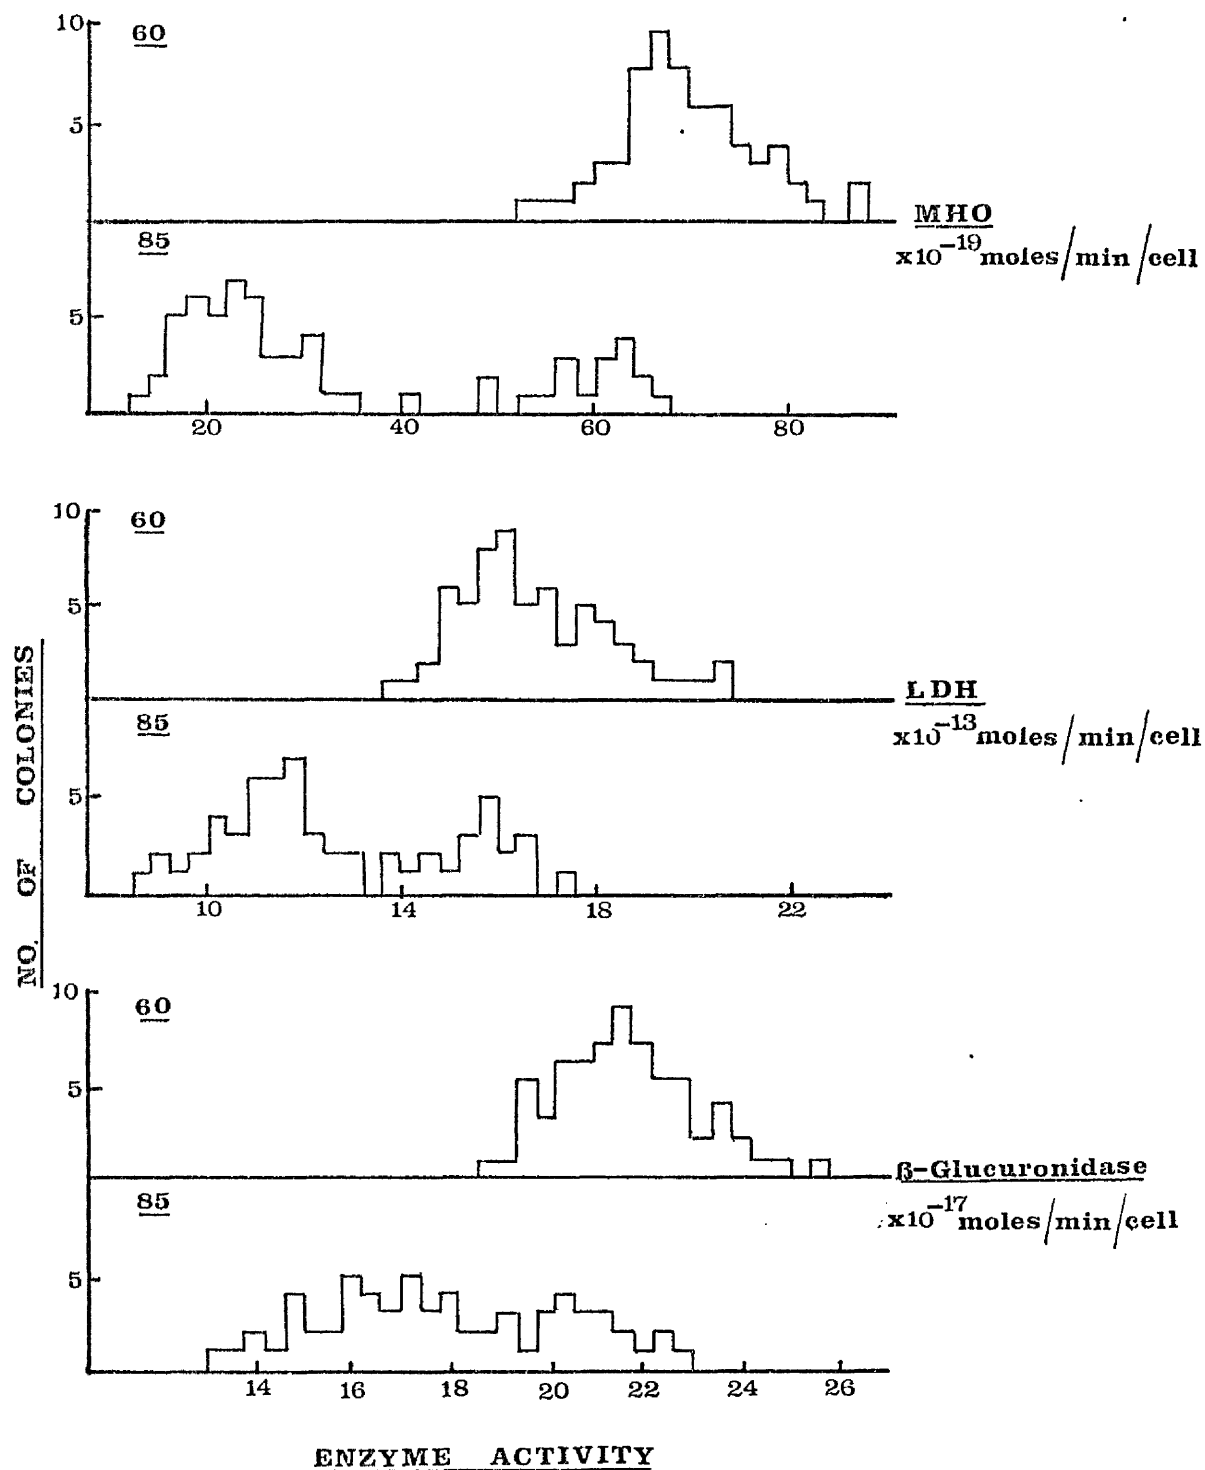 10
60
5
MHO
x10-19 moles/min/cell
85
5
20 40 60 80
10
60
5
LDH
x10-13 moles/min/cell
85
5
10 14 18 22
NO. OF COLONIES
10
60
5
β-Glucuronidase
x10-17 moles/min/cell
85
5
14 16 18 20 22 24 26
ENZYME ACTIVITY